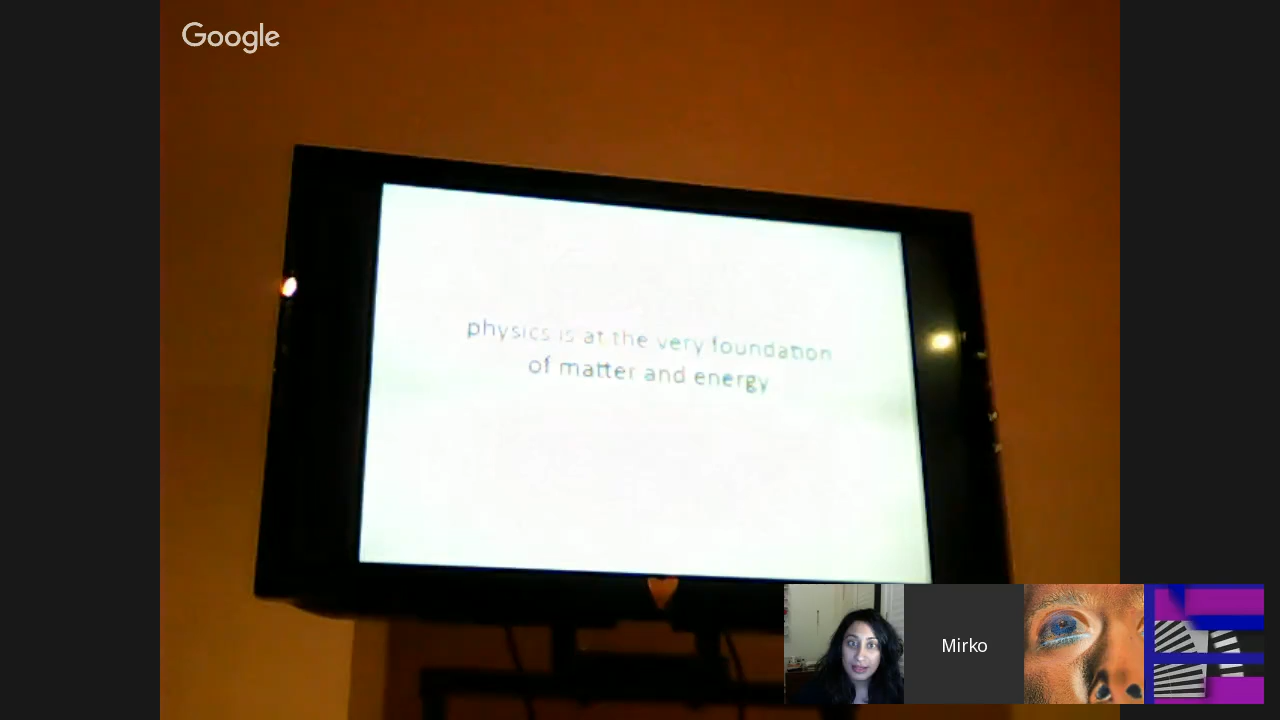 Google
physics is at the very foundation
of matter and energy
Mirko